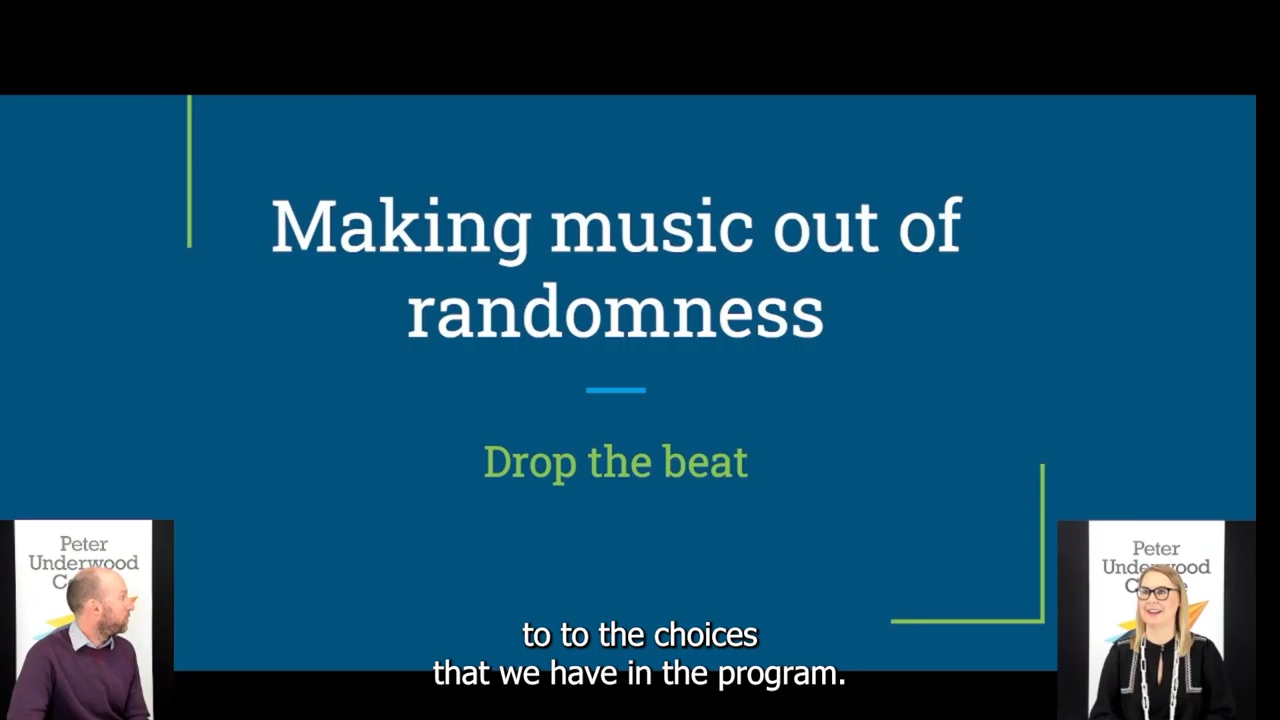 Making music out of
randomness
Drop the beat
Peter
Underwood
Peter
Underwood
to to the choices
that we have in the program.